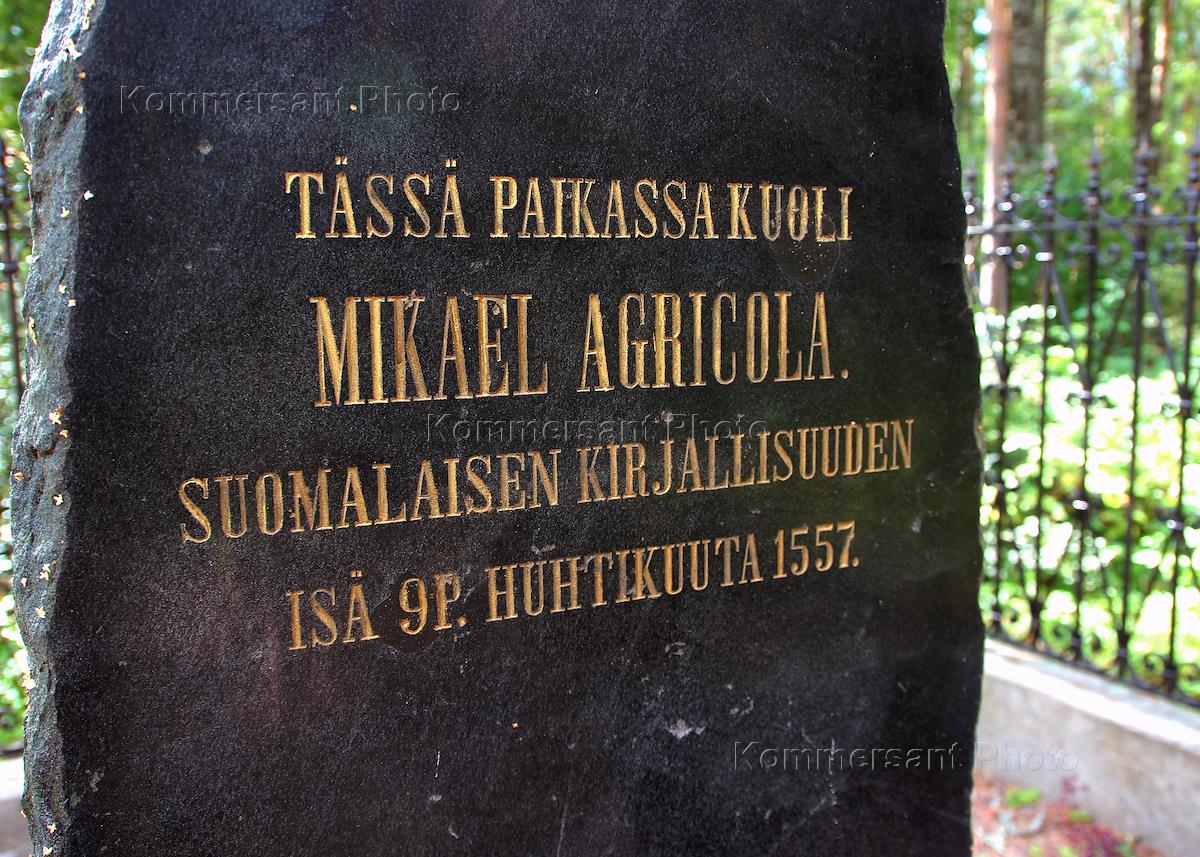 Kommersant Photo
TÄSSÄ PAIKASSA KUOLI
MIKAEL AGRICOLA.
Kommersant Photo
SUOMALAISEN KIRJALLISUUDEN
ISÄ 9P. HUHTIKUUTA 1557.
Kommersant Photo